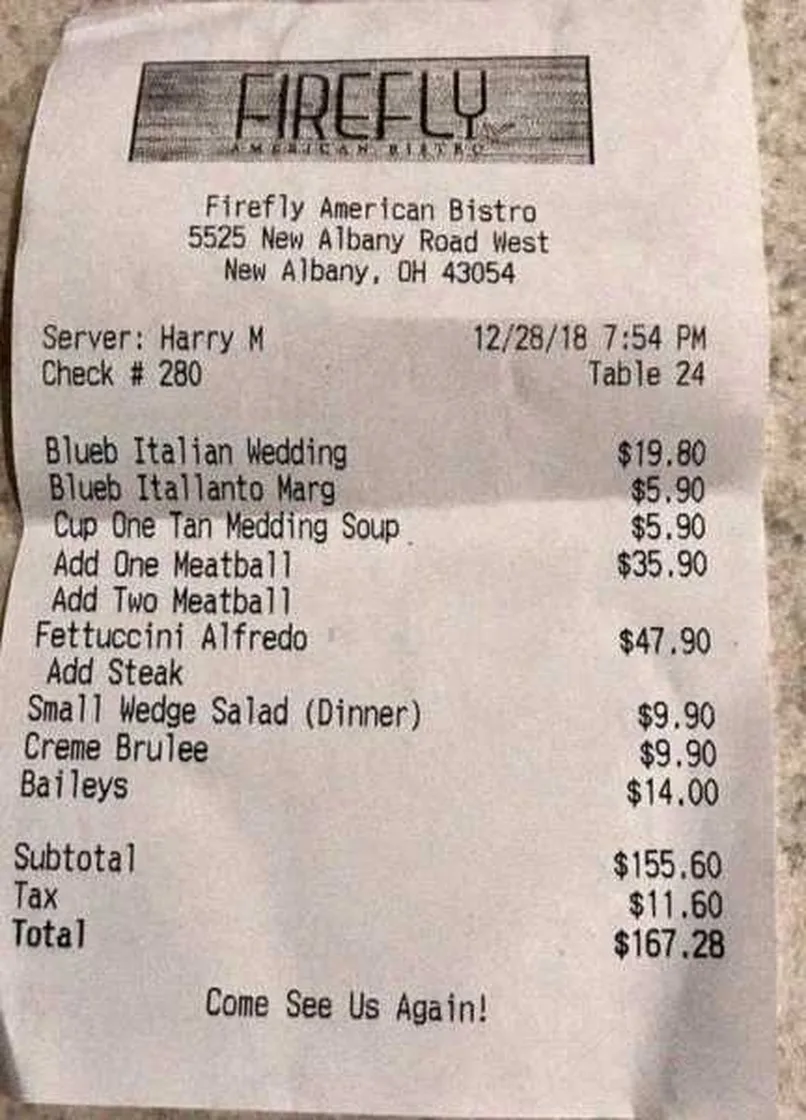 FIREFLY
AMERICAN BISTRO
Firefly American Bistro
5525 New Albany Road West
New Albany, OH 43054
Server: Harry M 12/28/18 7:54 PM
Check # 280 Table 24
Blueb Italian Wedding $19.80
Blueb Itallanto Marg $5.90
Cup One Tan Medding Soup $5.90
Add One Meatball $35.90
Add Two Meatball
Fettuccini Alfredo $47.90
Add Steak
Small Wedge Salad (Dinner) $9.90
Creme Brulee $9.90
Baileys $14.00
Subtotal $155.60
Tax $11.60
Total $167.28
Come See Us Again!